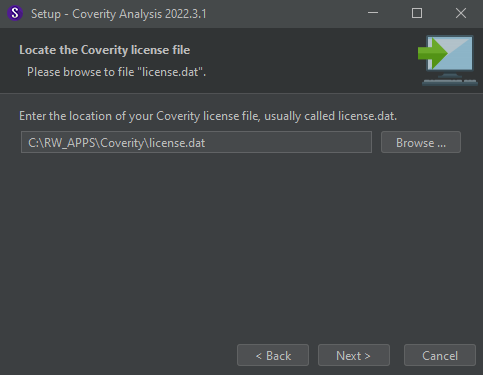 Setup - Coverity Analysis 2022.3.1
Locate the Coverity license file
Please browse to file "license.dat".
Enter the location of your Coverity license file, usually called license.dat.
C:\RW_APPS\Coverity\license.dat
Browse ...
< Back
Next >
Cancel